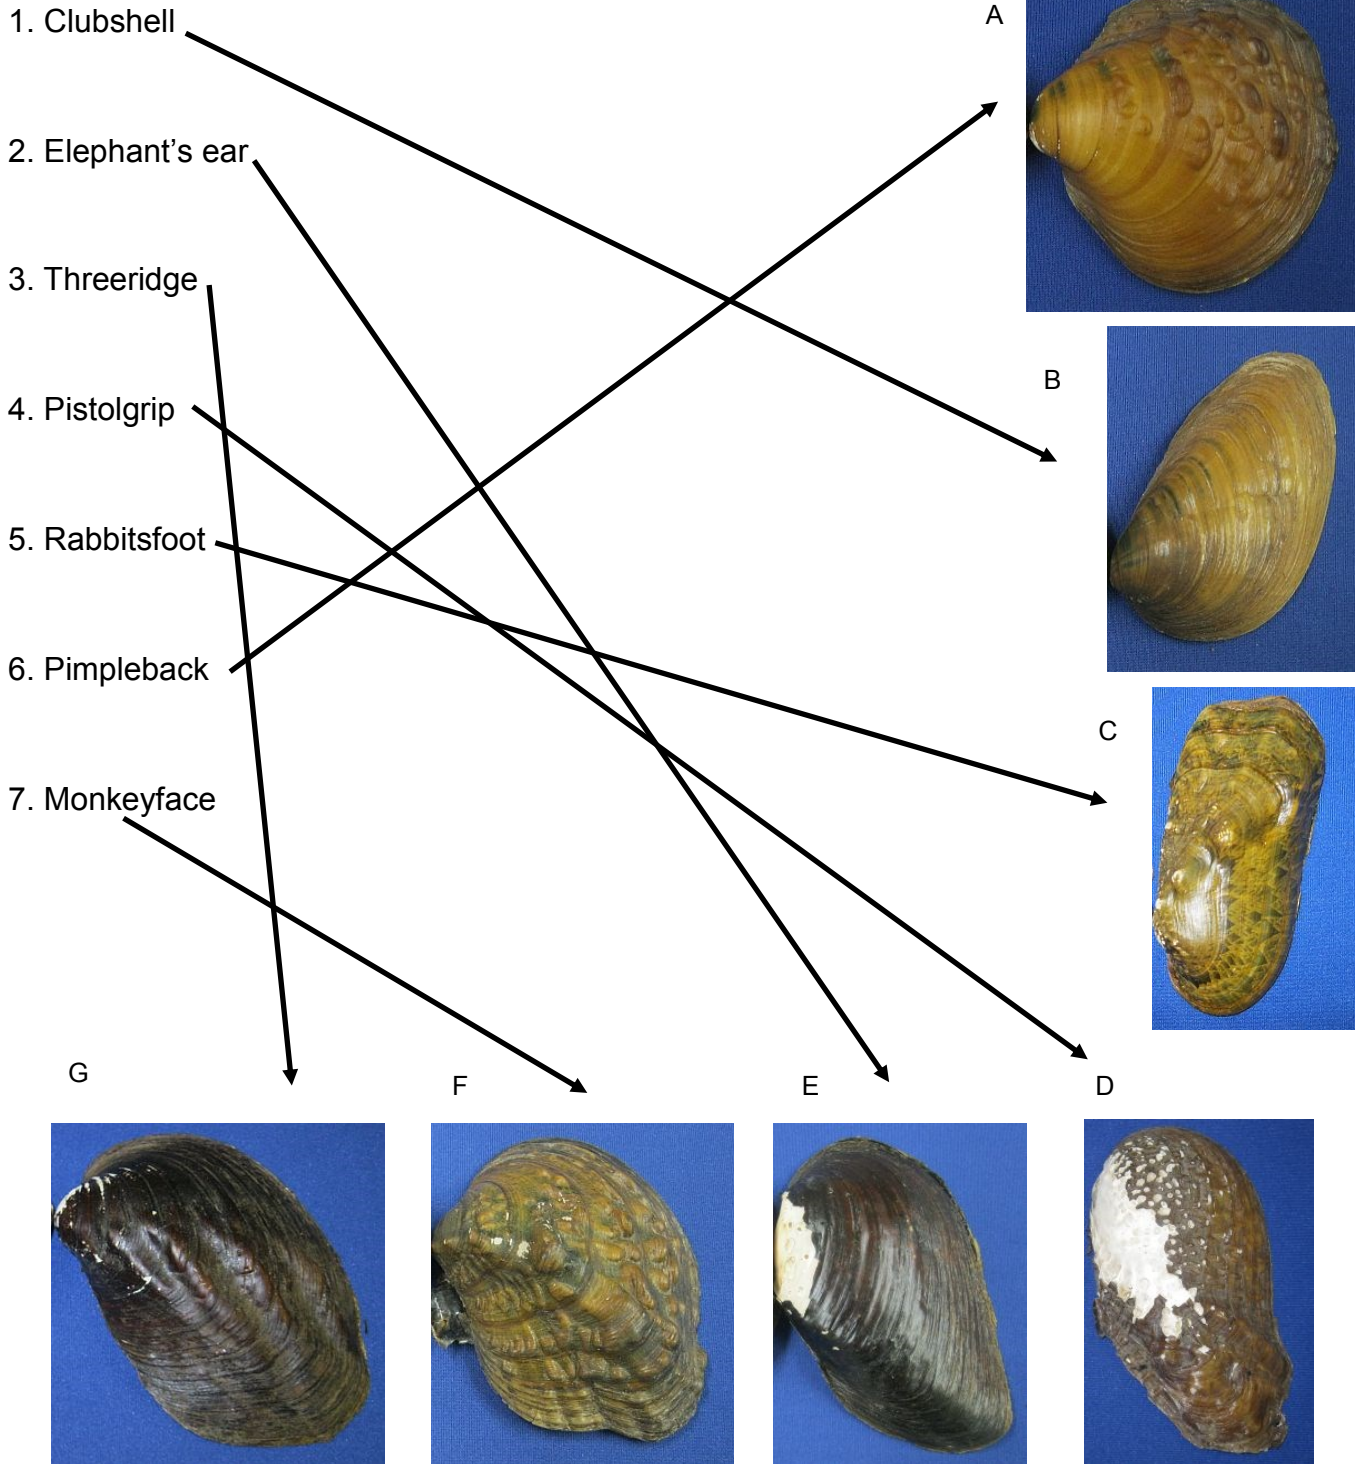 1. Clubshell
2. Elephant’s ear
3. Threeridge
4. Pistolgrip
5. Rabbitsfoot
6. Pimpleback
7. Monkeyface
A
B
C
G
F
E
D